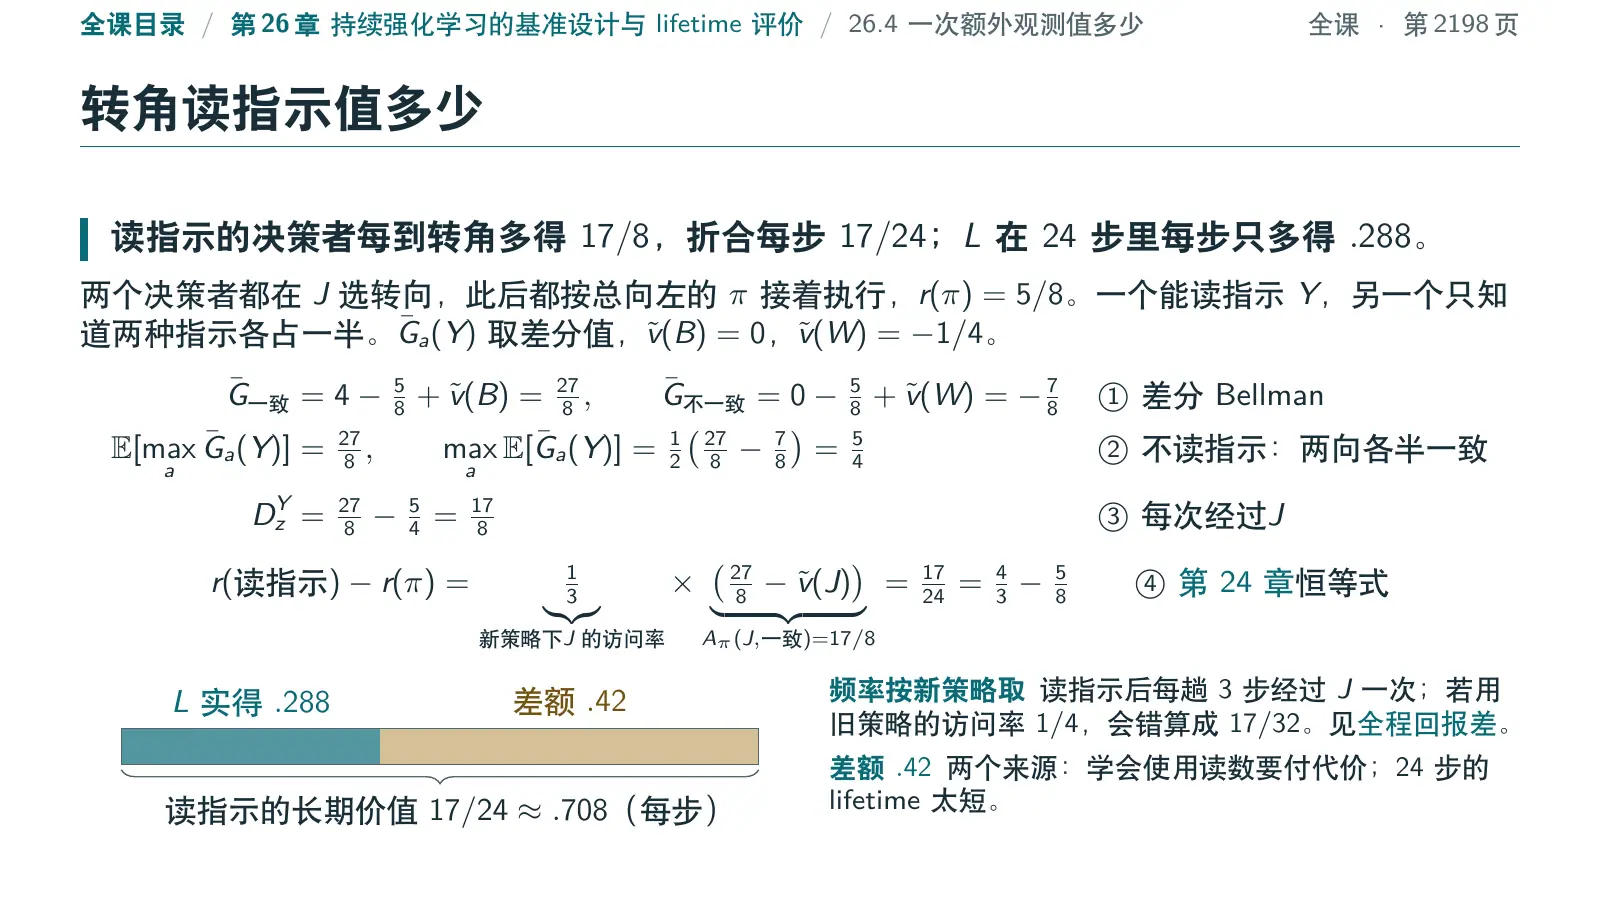 全课目录 / 第 26 章 持续强化学习的基准设计与 lifetime 评价 / 26.4 一次额外观测值多少 全课 · 第 2198 页
转角读指示值多少
读指示的决策者每到转角多得 17/8，折合每步 17/24；L 在 24 步里每步只多得 .288。
两个决策者都在 J 选转向，此后都按总向左的 π 接着执行，r(π) = 5/8。一个能读指示 Y，另一个只知
道两种指示各占一半。Ḡₐ(Y) 取差分值，ṽ(B) = 0，ṽ(W) = −1/4。
Ḡ一致 = 4 − 5/8 + ṽ(B) = 27/8, Ḡ不一致 = 0 − 5/8 + ṽ(W) = −7/8 ① 差分 Bellman
𝔼[max_a Ḡₐ(Y)] = 27/8, max_a 𝔼[Ḡₐ(Y)] = 1/2(27/8 − 7/8) = 5/4 ② 不读指示：两向各半一致
D_z^Y = 27/8 − 5/4 = 17/8 ③ 每次经过J
r(读指示) − r(π) = 1/3 × (27/8 − ṽ(J)) = 17/24 = 4/3 − 5/8 ④ 第 24 章恒等式
新策略下J 的访问率 A_π(J,一致)=17/8
L 实得 .288 差额 .42
读指示的长期价值 17/24 ≈ .708（每步）
频率按新策略取 读指示后每趟 3 步经过 J 一次；若用
旧策略的访问率 1/4，会错算成 17/32。见全程回报差。
差额 .42 两个来源：学会使用读数要付代价；24 步的
lifetime 太短。